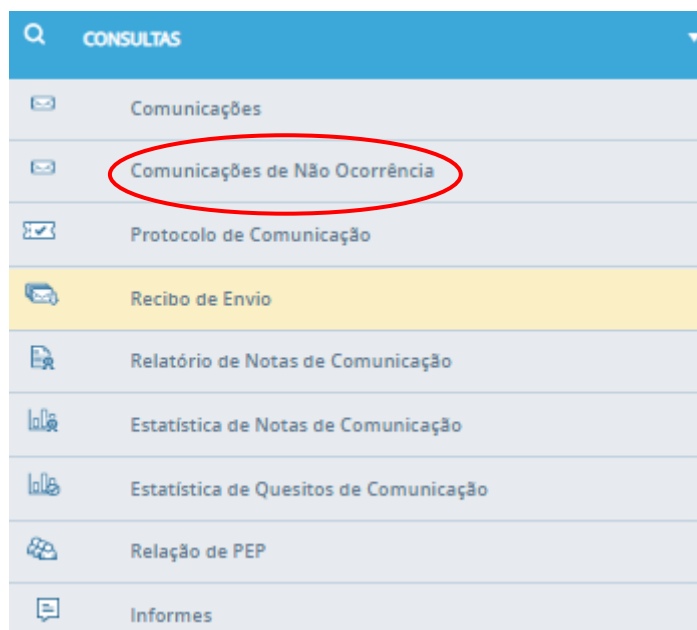 CONSULTAS
Comunicações
Comunicações de Não Ocorrência
Protocolo de Comunicação
Recibo de Envio
Relatório de Notas de Comunicação
Estatística de Notas de Comunicação
Estatística de Quesitos de Comunicação
Relação de PEP
Informes